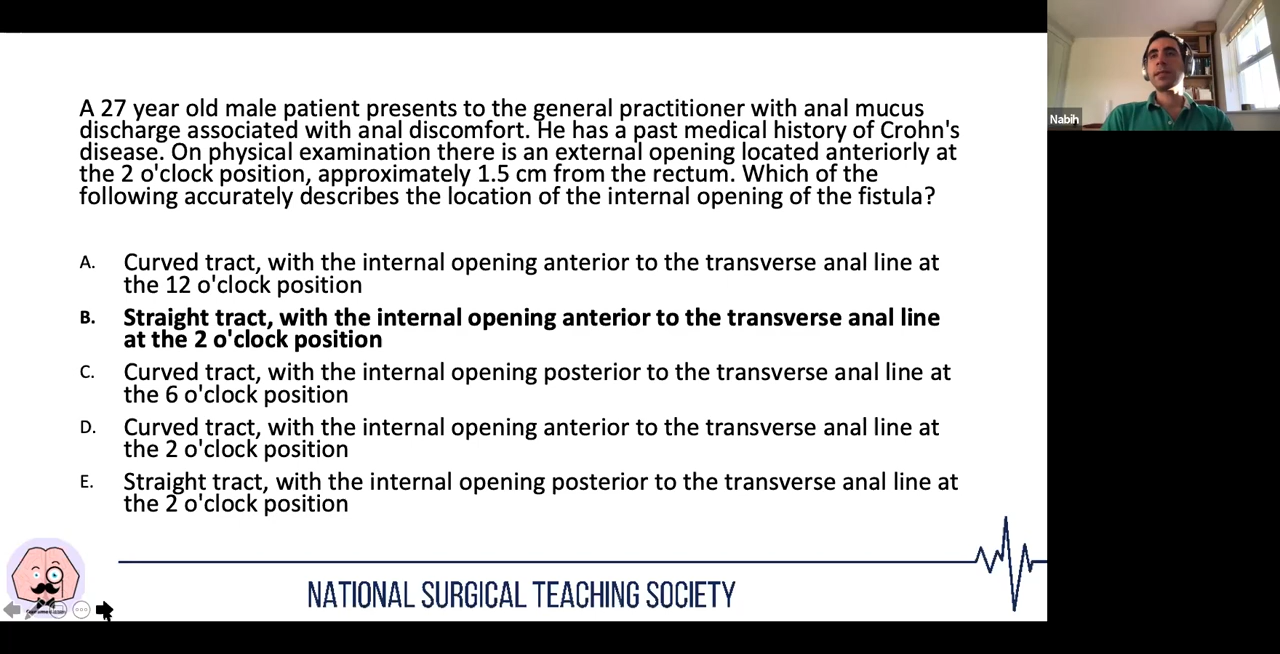 Nabih
A 27 year old male patient presents to the general practitioner with anal mucus
discharge associated with anal discomfort. He has a past medical history of Crohn's
disease. On physical examination there is an external opening located anteriorly at
the 2 o'clock position, approximately 1.5 cm from the rectum. Which of the
following accurately describes the location of the internal opening of the fistula?
A. Curved tract, with the internal opening anterior to the transverse anal line at
the 12 o'clock position
B. Straight tract, with the internal opening anterior to the transverse anal line
at the 2 o'clock position
C. Curved tract, with the internal opening posterior to the transverse anal line at
the 6 o'clock position
D. Curved tract, with the internal opening anterior to the transverse anal line at
the 2 o'clock position
E. Straight tract, with the internal opening posterior to the transverse anal line at
the 2 o'clock position
NATIONAL SURGICAL TEACHING SOCIETY